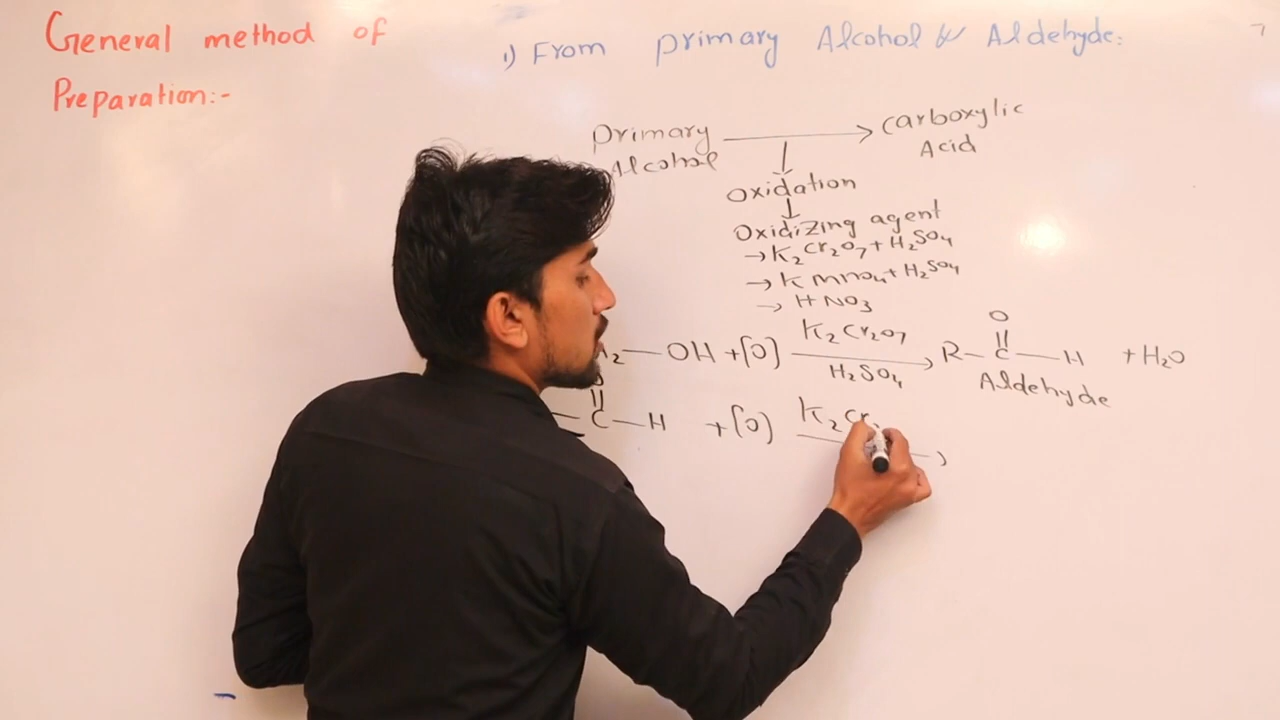 General method of
Preparation:-
1) From primary Alcohol & Aldehyde:
primary Alcohol → carboxylic Acid
↓
Oxidation
↓
Oxidizing agent
→ K2Cr2O7 + H2SO4
→ KMnO4 + H2SO4
→ HNO3
2 — OH + [O] K2Cr2O7 / H2SO4 → R — C — H + H2O
O
Aldehyde
— C — H + [O] K2Cr →